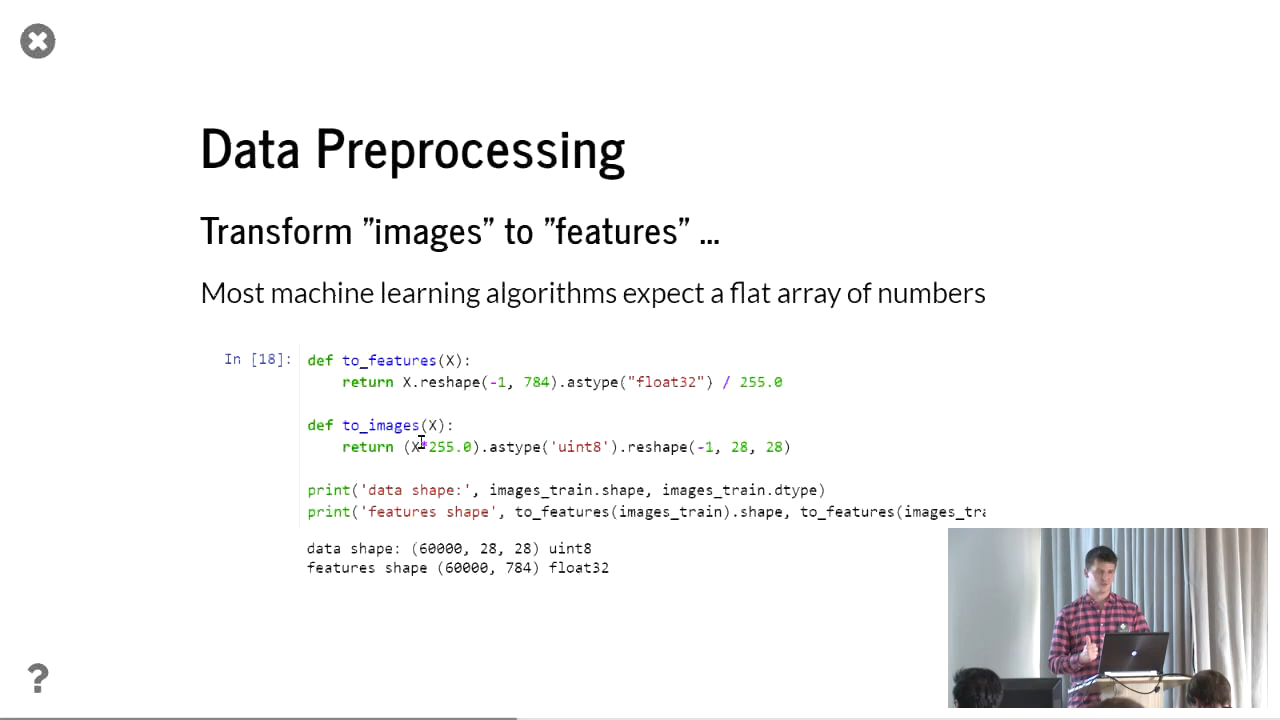 Data Preprocessing
Transform "images" to "features" ...
Most machine learning algorithms expect a flat array of numbers
In [18]:
def to_features(X):
    return X.reshape(-1, 784).astype("float32") / 255.0
def to_images(X):
    return (X*255.0).astype('uint8').reshape(-1, 28, 28)
print('data shape:', images_train.shape, images_train.dtype)
print('features shape', to_features(images_train).shape, to_features(images_tra
data shape: (60000, 28, 28) uint8
features shape (60000, 784) float32
?